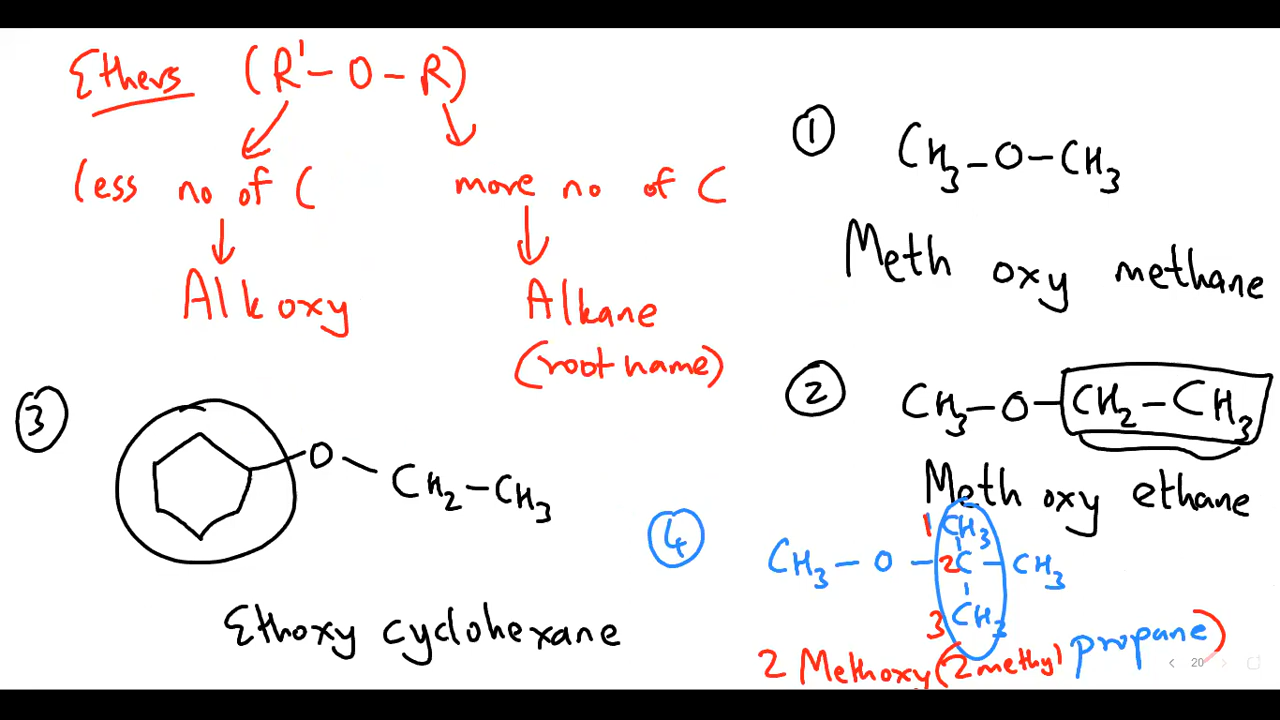 Ethers (R' - O - R)
less no of C
more no of C
Alkoxy
Alkane
(root name)
① CH3 - O - CH3
Meth oxy methane
② CH3 - O - CH2 - CH3
Meth oxy ethane
③ O - CH2 - CH3
Ethoxy cyclohexane
④
1 CH3
CH3 - O - 2 C - CH3
3 CH3
2 Methoxy (2 methyl propane)
20